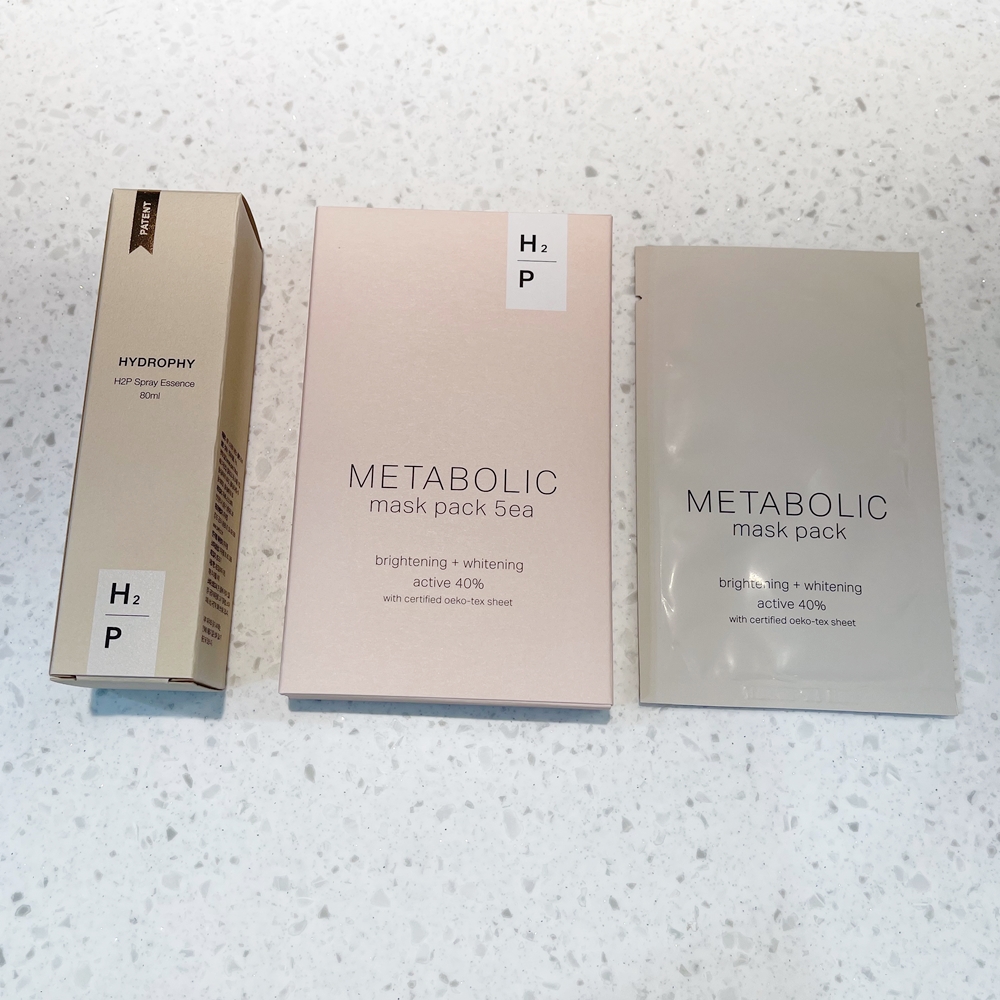 PATENT
HYDROPHY
H2P Spray Essence
80ml
H2
P
H2
P
METABOLIC
mask pack 5ea
brightening + whitening
active 40%
with certified oeko-tex sheet
METABOLIC
mask pack
brightening + whitening
active 40%
with certified oeko-tex sheet